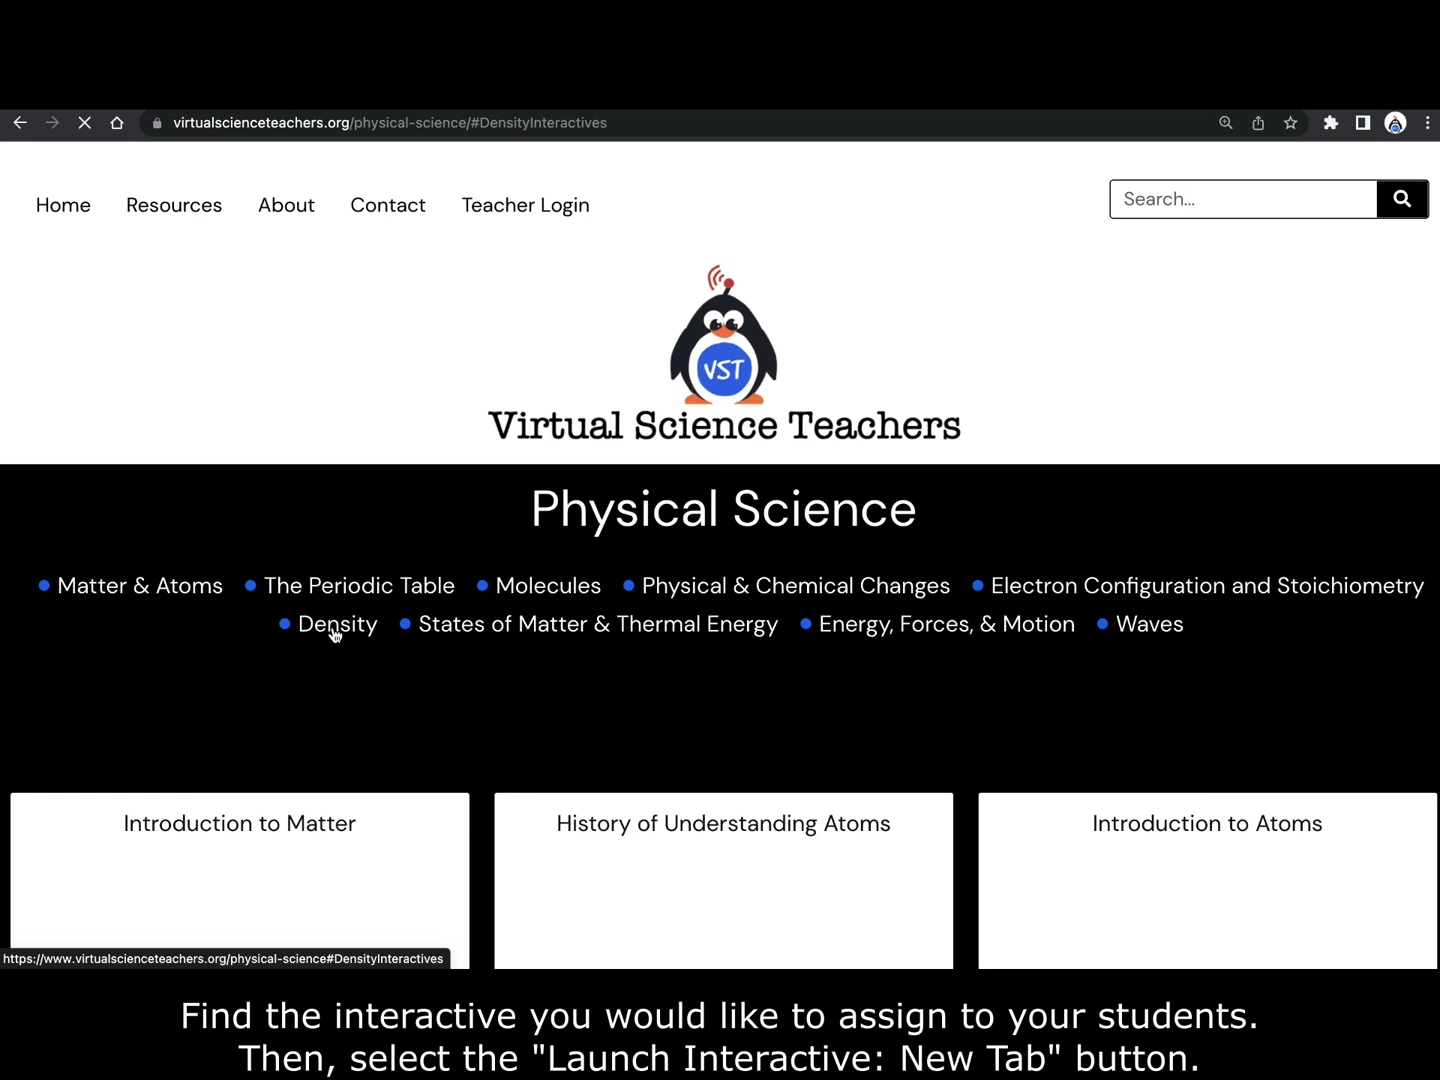 virtualscienceteachers.org/physical-science/#DensityInteractives
Home Resources About Contact Teacher Login
Search...
VST
Virtual Science Teachers
Physical Science
Matter & Atoms The Periodic Table Molecules Physical & Chemical Changes Electron Configuration and Stoichiometry
Density States of Matter & Thermal Energy Energy, Forces, & Motion Waves
Introduction to Matter History of Understanding Atoms Introduction to Atoms
https://www.virtualscienceteachers.org/physical-science#DensityInteractives
Find the interactive you would like to assign to your students.
Then, select the "Launch Interactive: New Tab" button.